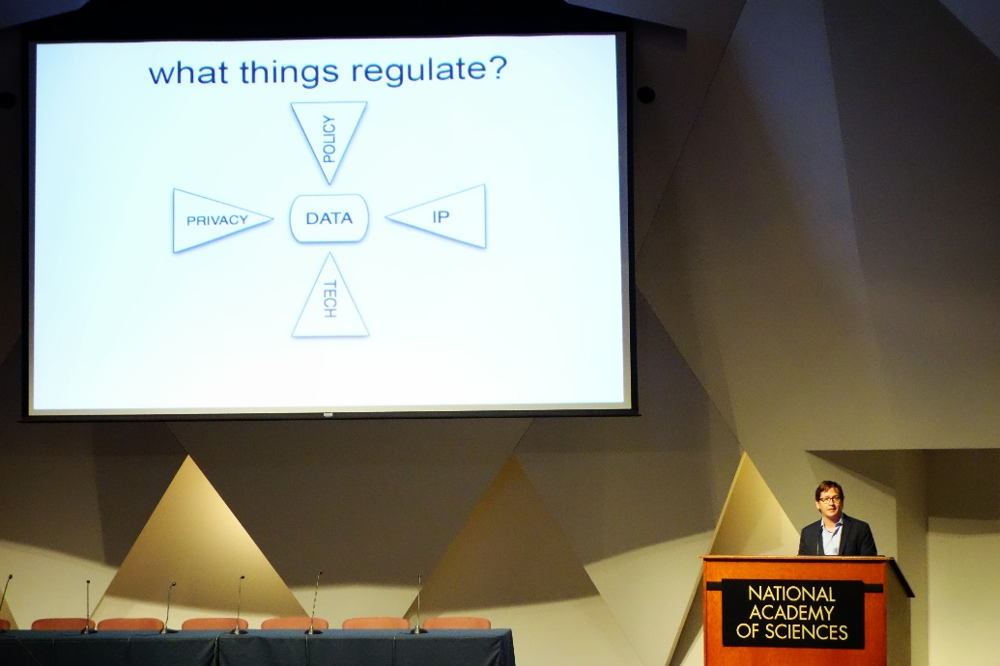 what things regulate?
POLICY
PRIVACY
DATA
IP
TECH
NATIONAL
ACADEMY
OF SCIENCES